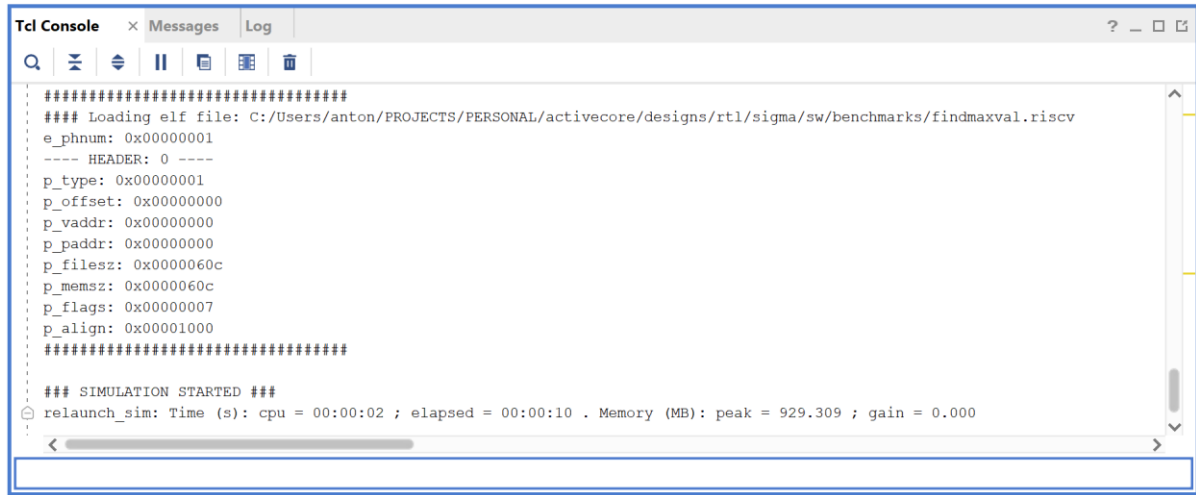 Tcl Console × Messages Log ? _
##################################
#### Loading elf file: C:/Users/anton/PROJECTS/PERSONAL/activecore/designs/rtl/sigma/sw/benchmarks/findmaxval.riscv
e_phnum: 0x00000001
---- HEADER: 0 ----
p_type: 0x00000001
p_offset: 0x00000000
p_vaddr: 0x00000000
p_paddr: 0x00000000
p_filesz: 0x0000060c
p_memsz: 0x0000060c
p_flags: 0x00000007
p_align: 0x00001000
##################################
### SIMULATION STARTED ###
relaunch_sim: Time (s): cpu = 00:00:02 ; elapsed = 00:00:10 . Memory (MB): peak = 929.309 ; gain = 0.000